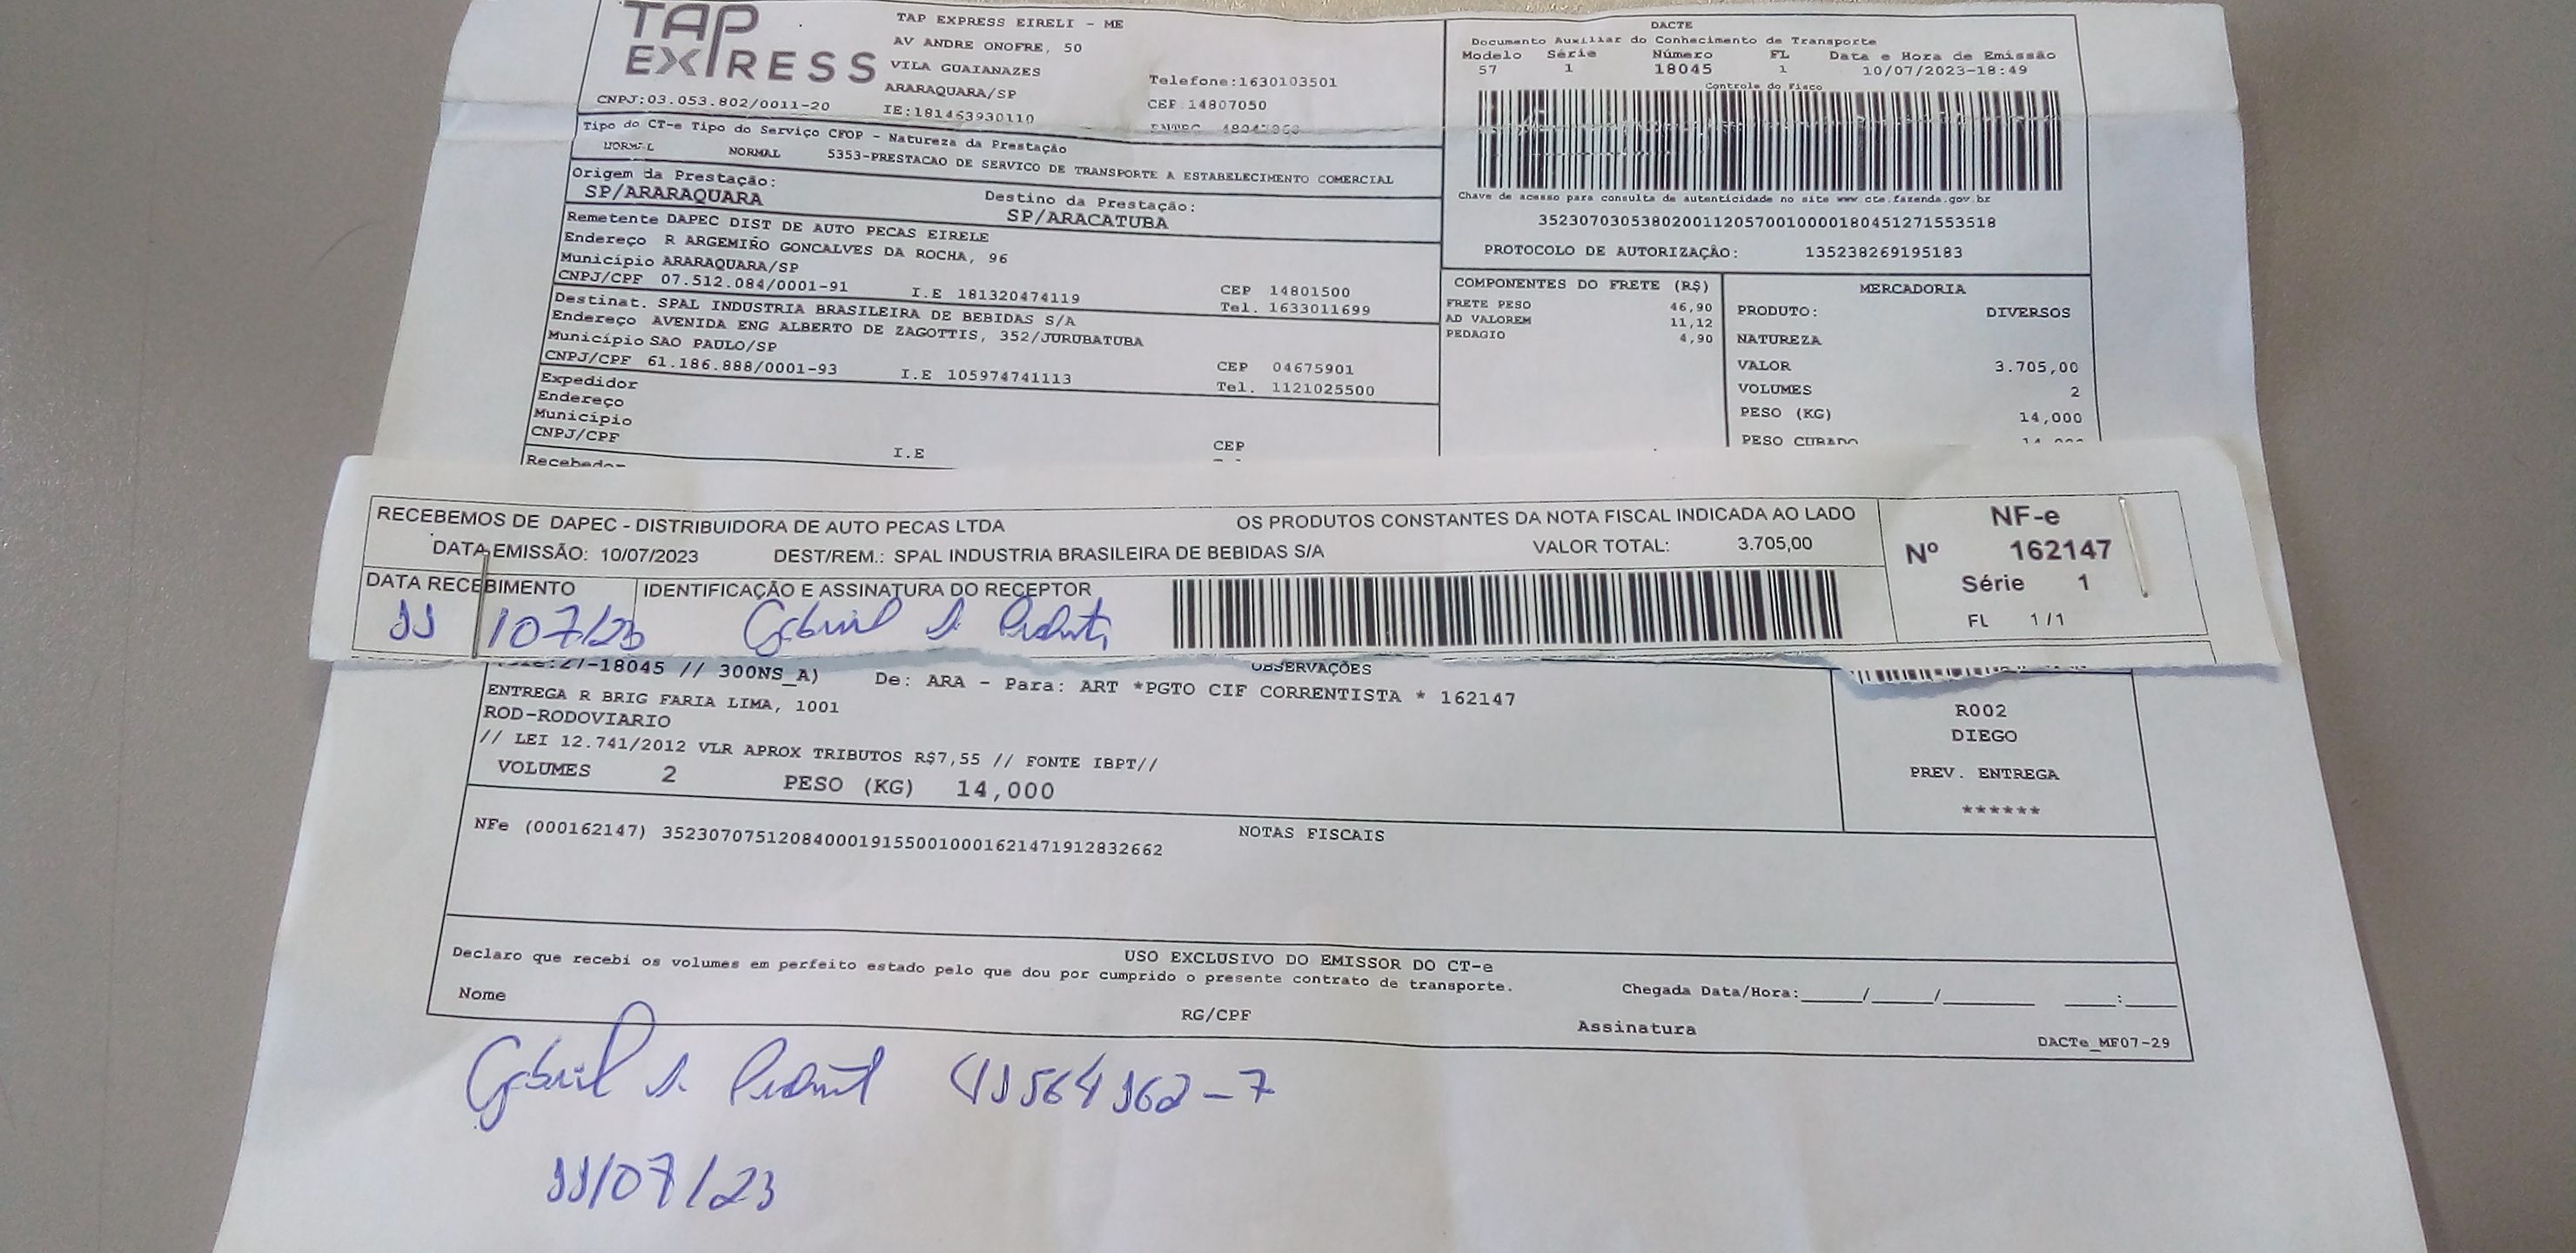 TAP EXPRESS
TAP EXPRESS EIRELI - ME
AV ANDRE ONOFRE, 50
VILA GUAIANAZES
ARARAQUARA/SP
Telefone:1630103501
CEP 14807050
CNPJ:03.053.802/0011-20
IE:181463930110
DACTE
Documento Auxiliar do Conhecimento de Transporte
Modelo Série Número FL Data e Hora de Emissão
57 1 18045 1 10/07/2023-18:49
Controle do Fisco
Chave de acesso para consulta de autenticidade no site www cte.fazenda.gov.br
35230703053802001120570010000180451271553518
PROTOCOLO DE AUTORIZAÇÃO: 135238269195183
Tipo do CT-e Tipo do Serviço CFOP - Natureza da Prestação
NORMAL NORMAL 5353-PRESTACAO DE SERVICO DE TRANSPORTE A ESTABELECIMENTO COMERCIAL
Origem da Prestação: Destino da Prestação:
SP/ARARAQUARA SP/ARACATUBA
Remetente DAPEC DIST DE AUTO PECAS EIRELE
Endereço R ARGEMIRO GONCALVES DA ROCHA, 96
Município ARARAQUARA/SP CEP 14801500
CNPJ/CPF 07.512.084/0001-91 I.E 181320474119 Tel. 1633011699
Destinat. SPAL INDUSTRIA BRASILEIRA DE BEBIDAS S/A
Endereço AVENIDA ENG ALBERTO DE ZAGOTTIS, 352/JURUBATUBA
Município SAO PAULO/SP CEP 04675901
CNPJ/CPF 61.186.888/0001-93 I.E 105974741113 Tel. 1121025500
Expedidor
Endereço
Município CEP
CNPJ/CPF I.E
Recebedor
COMPONENTES DO FRETE (R$)
FRETE PESO 46,90
AD VALOREM 11,12
PEDAGIO 4,90
MERCADORIA
PRODUTO: DIVERSOS
NATUREZA
VALOR 3.705,00
VOLUMES 2
PESO (KG) 14,000
PESO CUBADO
RECEBEMOS DE DAPEC - DISTRIBUIDORA DE AUTO PECAS LTDA OS PRODUTOS CONSTANTES DA NOTA FISCAL INDICADA AO LADO
DATA EMISSÃO: 10/07/2023 DEST/REM.: SPAL INDUSTRIA BRASILEIRA DE BEBIDAS S/A VALOR TOTAL: 3.705,00
DATA RECEBIMENTO IDENTIFICAÇÃO E ASSINATURA DO RECEPTOR
11/07/23 Gabriel
NF-e
Nº 162147
Série 1
FL 1/1
OBSERVAÇÕES
-18045 // 300NS_A) De: ARA - Para: ART *PGTO CIF CORRENTISTA * 162147
ENTREGA R BRIG FARIA LIMA, 1001
ROD-RODOVIARIO
// LEI 12.741/2012 VLR APROX TRIBUTOS R$7,55 // FONTE IBPT//
VOLUMES 2 PESO (KG) 14,000
R002
DIEGO
PREV. ENTREGA
******
NOTAS FISCAIS
NFe (000162147) 35230707512084000191550010001621471912832662
USO EXCLUSIVO DO EMISSOR DO CT-e
Declaro que recebi os volumes em perfeito estado pelo que dou por cumprido o presente contrato de transporte.
Chegada Data/Hora:_____/_____/_______ ____:____
Nome RG/CPF Assinatura
DACTe_MF07-29
Gabriel
11/07/23